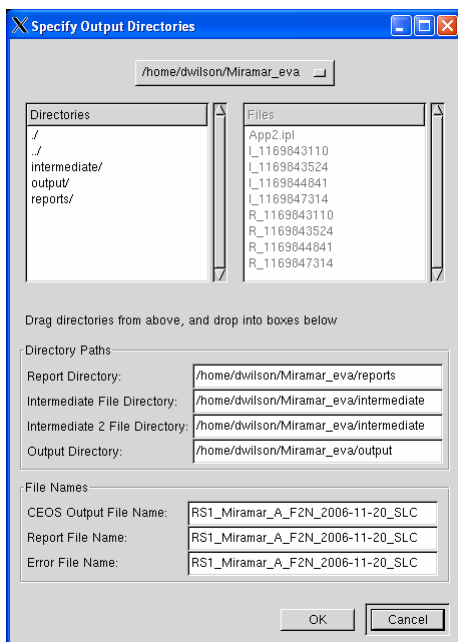 Specify Output Directories
/home/dwilson/Miramar_eva
Directories
./
../
intermediate/
output/
reports/
Files
App2.ipl
I_1169843110
I_1169843524
I_1169844841
I_1169847314
R_1169843110
R_1169843524
R_1169844841
R_1169847314
Drag directories from above, and drop into boxes below
Directory Paths
Report Directory: /home/dwilson/Miramar_eva/reports
Intermediate File Directory: /home/dwilson/Miramar_eva/intermediate
Intermediate 2 File Directory: /home/dwilson/Miramar_eva/intermediate
Output Directory: /home/dwilson/Miramar_eva/output
File Names
CEOS Output File Name: RS1_Miramar_A_F2N_2006-11-20_SLC
Report File Name: RS1_Miramar_A_F2N_2006-11-20_SLC
Error File Name: RS1_Miramar_A_F2N_2006-11-20_SLC
OK Cancel